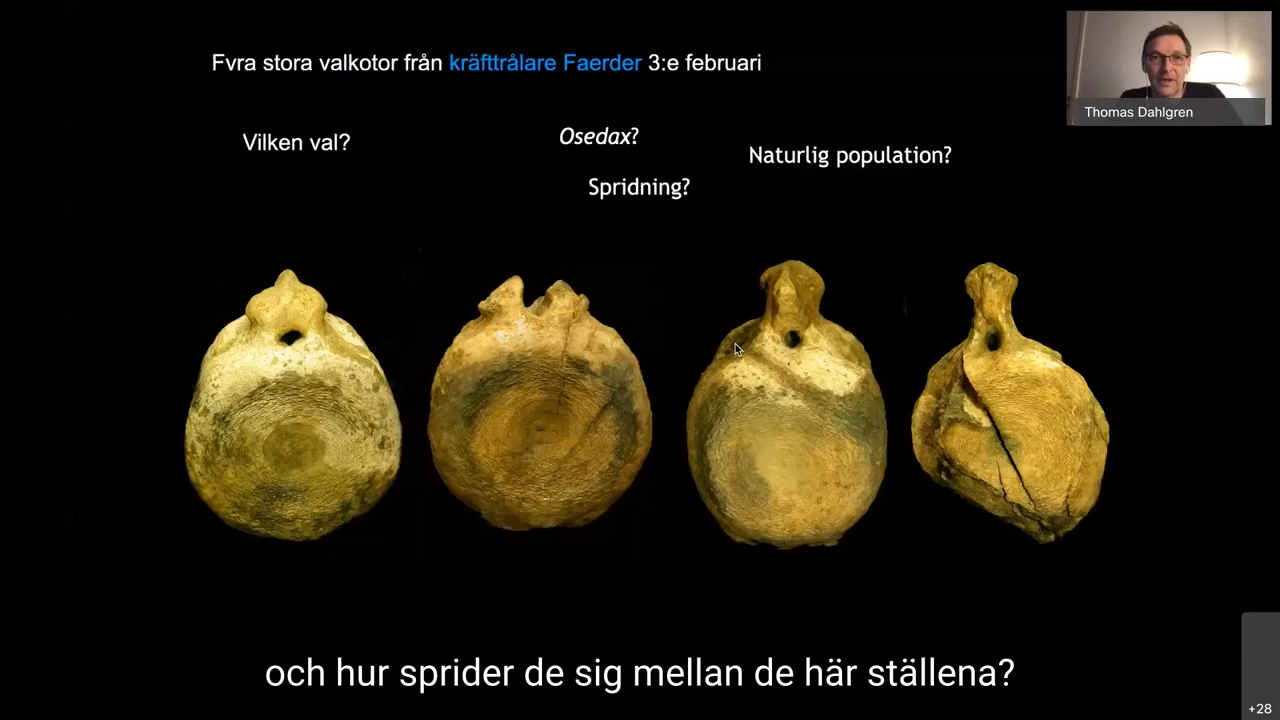 Fvra stora valkotor från kräfttrålare Faerder 3:e februari
Thomas Dahlgren
Vilken val?
Osedax?
Naturlig population?
Spridning?
och hur sprider de sig mellan de här ställena?
+28